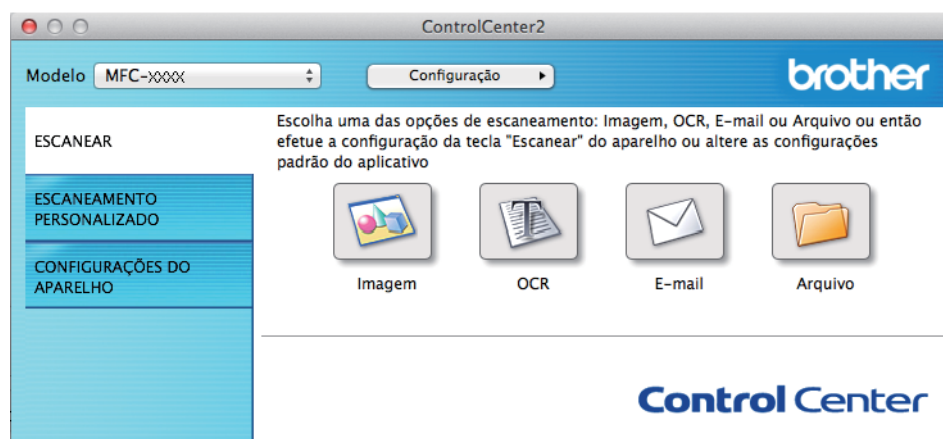 ControlCenter2
Modelo MFC-XXXX Configuração
brother
ESCANEAR
ESCANEAMENTO
PERSONALIZADO
CONFIGURAÇÕES DO
APARELHO
Escolha uma das opções de escaneamento: Imagem, OCR, E-mail ou Arquivo ou então
efetue a configuração da tecla "Escanear" do aparelho ou altere as configurações
padrão do aplicativo
Imagem OCR E-mail Arquivo
Control Center